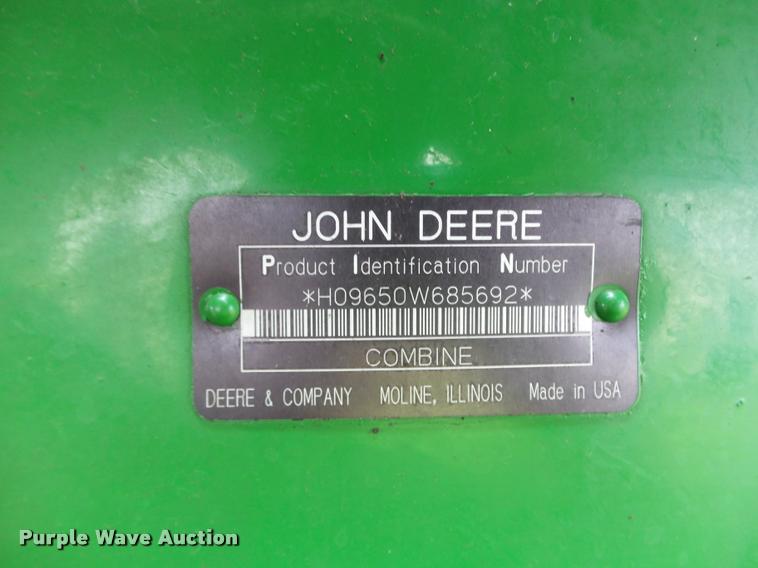 JOHN DEERE
Product Identification Number
*H09650W685692*
COMBINE
DEERE & COMPANY MOLINE, ILLINOIS Made in USA
Purple Wave Auction